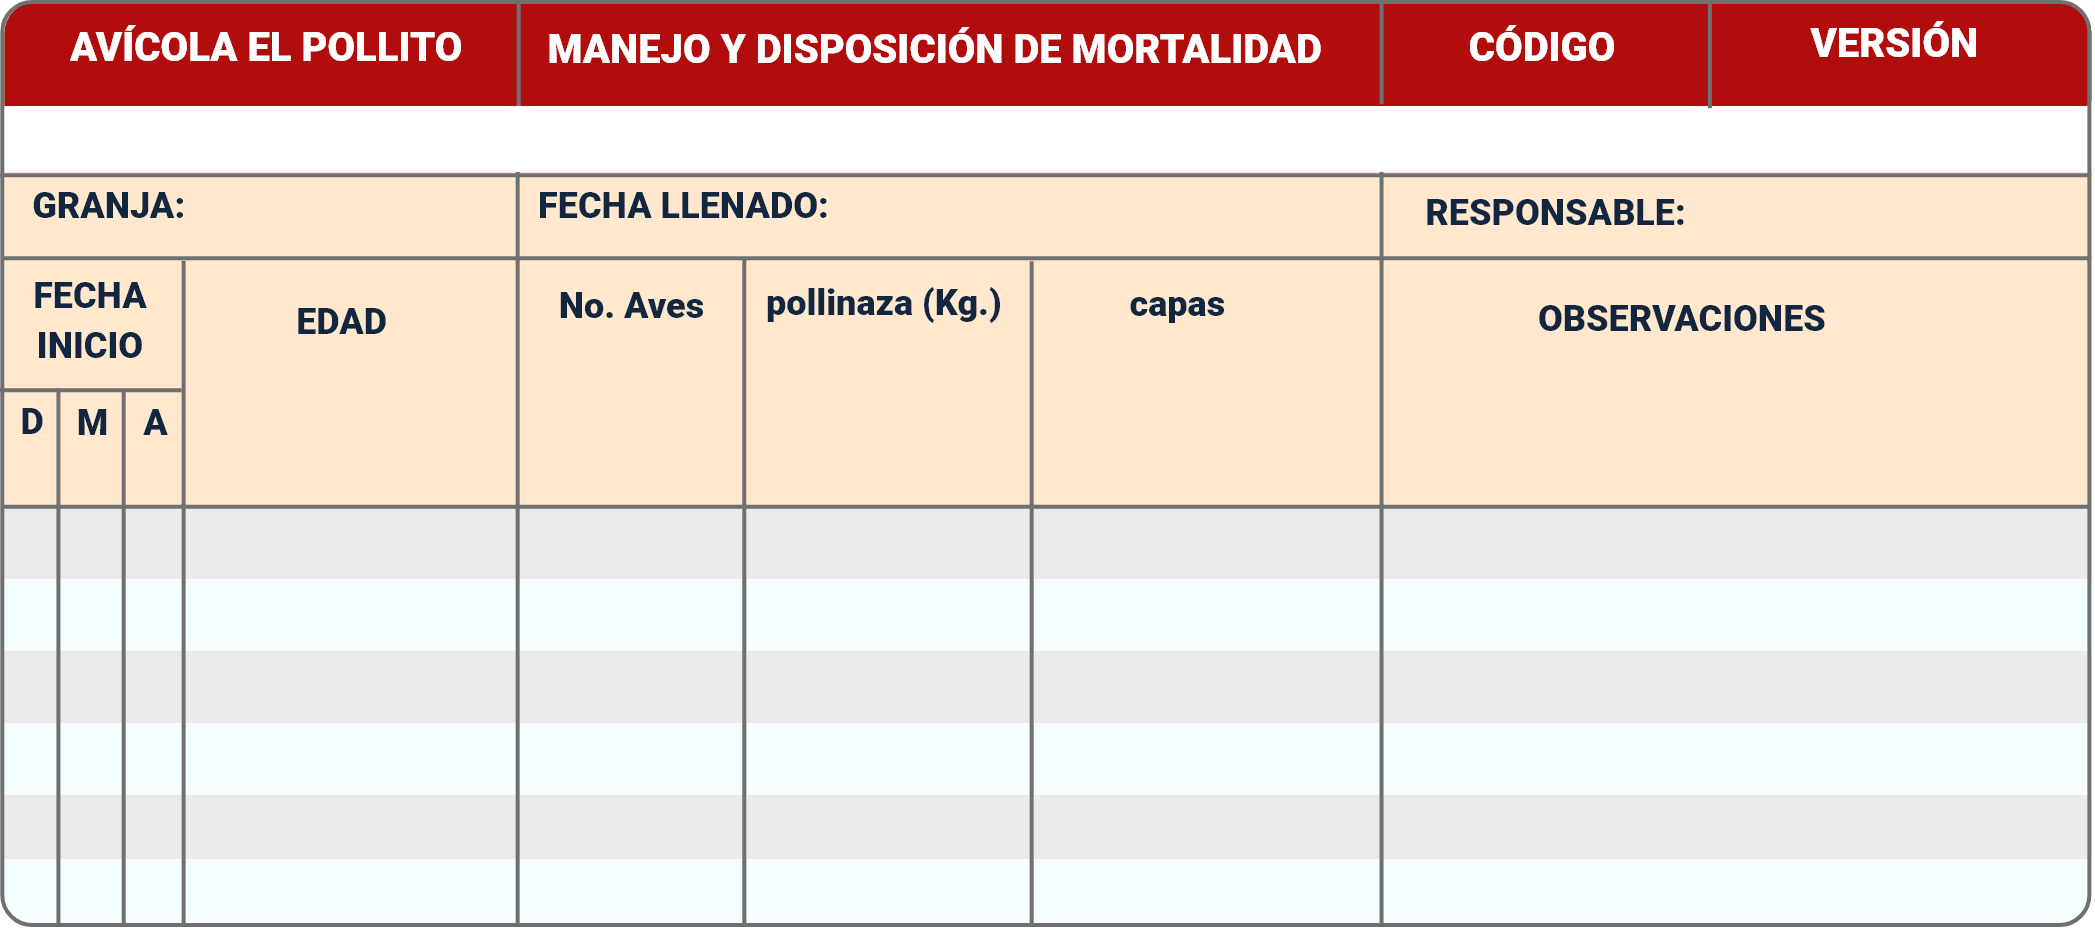 AVÍCOLA EL POLLITO
MANEJO Y DISPOSICIÓN DE MORTALIDAD
CÓDIGO
VERSIÓN
GRANJA:
FECHA LLENADO:
RESPONSABLE:
FECHA
INICIO
EDAD
No. Aves
pollinaza (Kg.)
capas
OBSERVACIONES
D
M
A